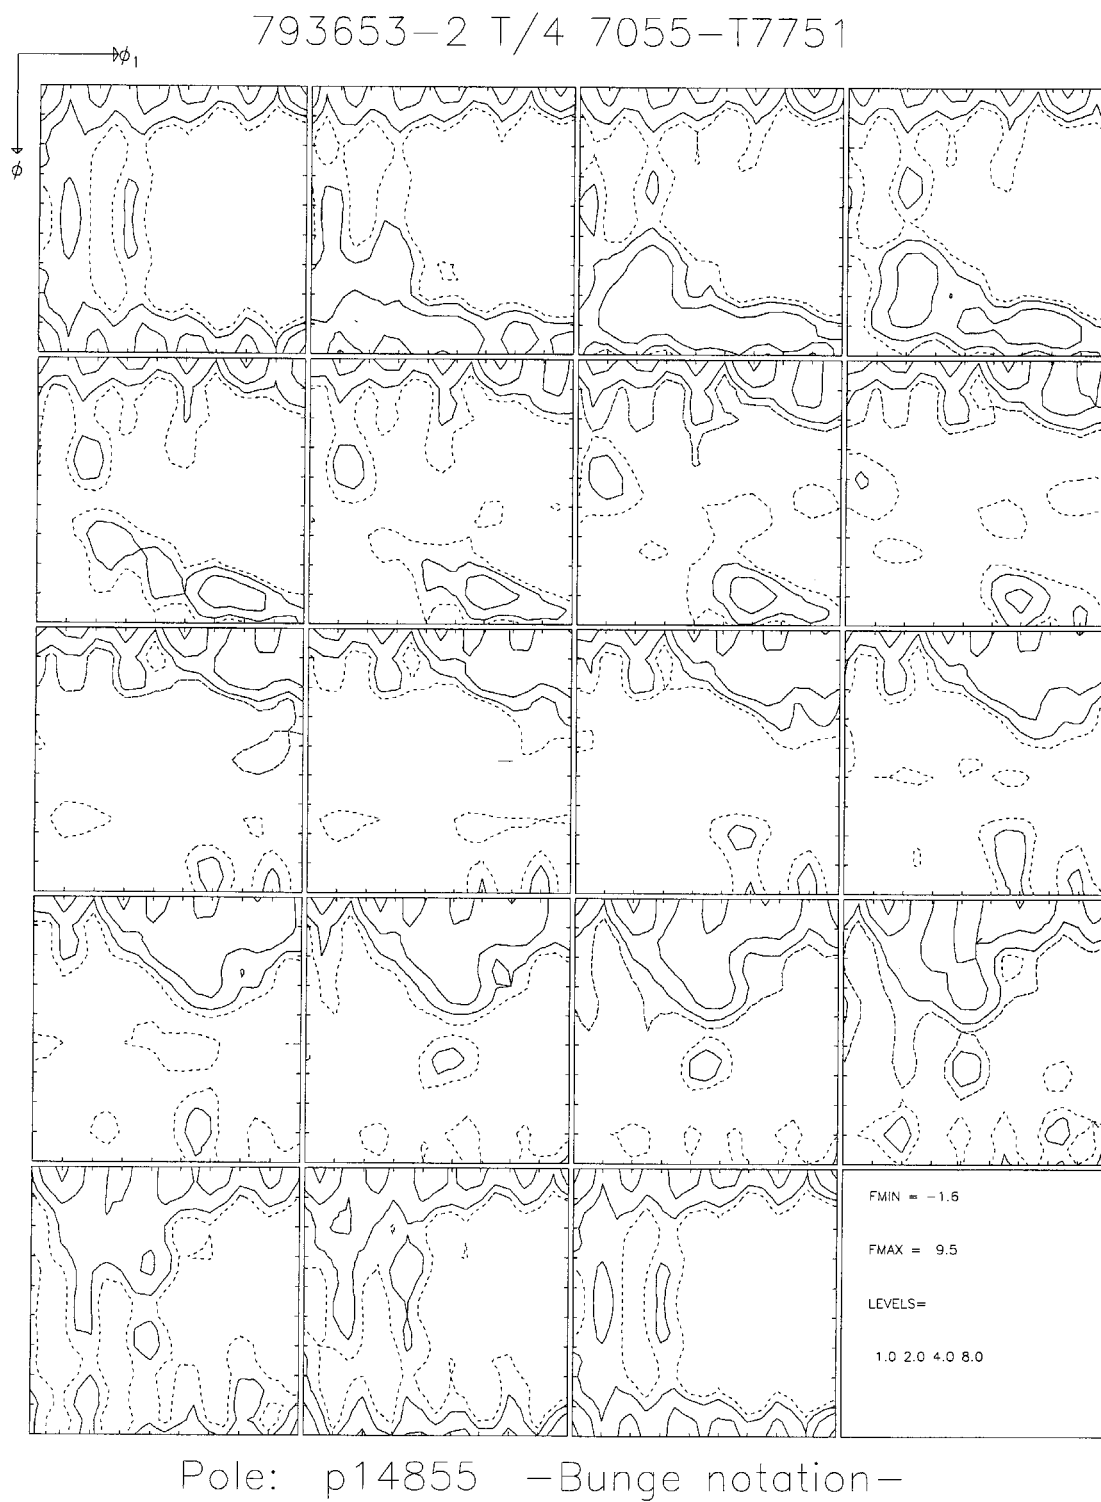 793653-2 T/4 7055-T7751
ϕ1
ϕ
FMIN = -1.6
FMAX = 9.5
LEVELS=
1.0 2.0 4.0 8.0
Pole: p14855 -Bunge notation-